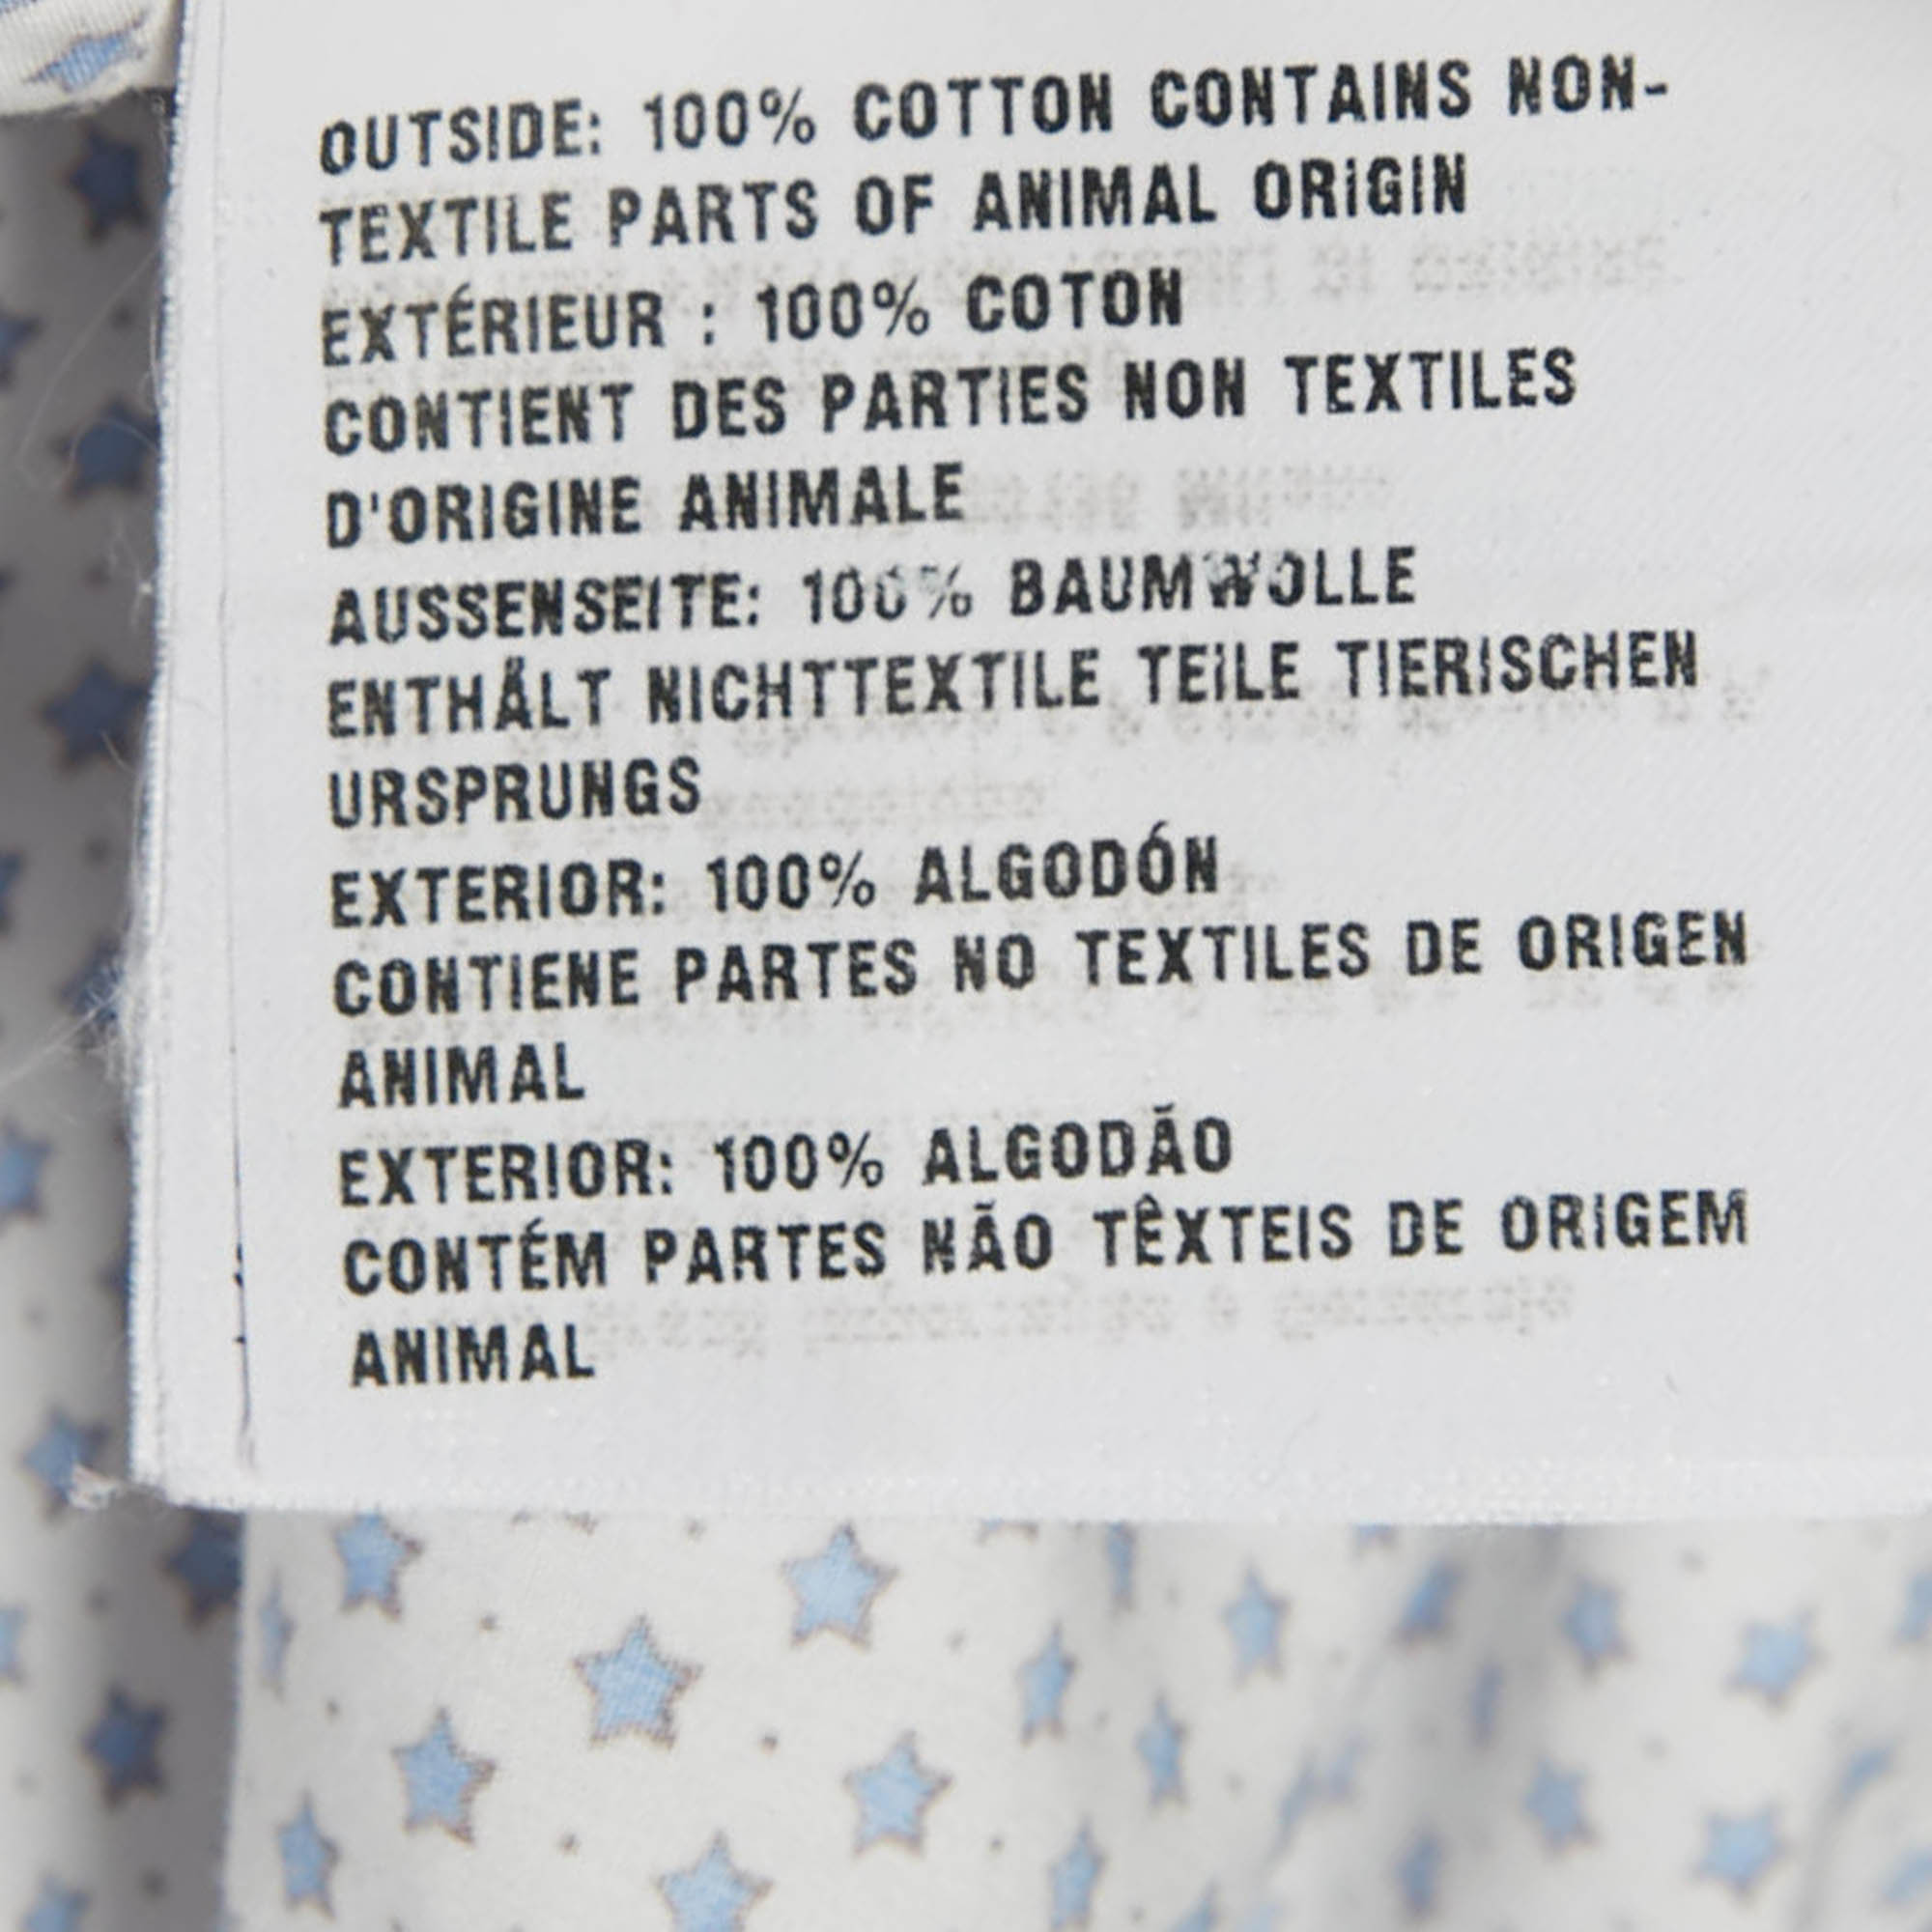 OUTSIDE: 100% COTTON CONTAINS NON-
TEXTILE PARTS OF ANIMAL ORIGIN
EXTÉRIEUR : 100% COTON
CONTIENT DES PARTIES NON TEXTILES
D'ORIGINE ANIMALE
AUSSENSEITE: 100% BAUMWOLLE
ENTHÄLT NICHTTEXTILE TEILE TIERISCHEN
URSPRUNGS
EXTERIOR: 100% ALGODÓN
CONTIENE PARTES NO TEXTILES DE ORIGEN
ANIMAL
EXTERIOR: 100% ALGODÃO
CONTÉM PARTES NÃO TÊXTEIS DE ORIGEM
ANIMAL